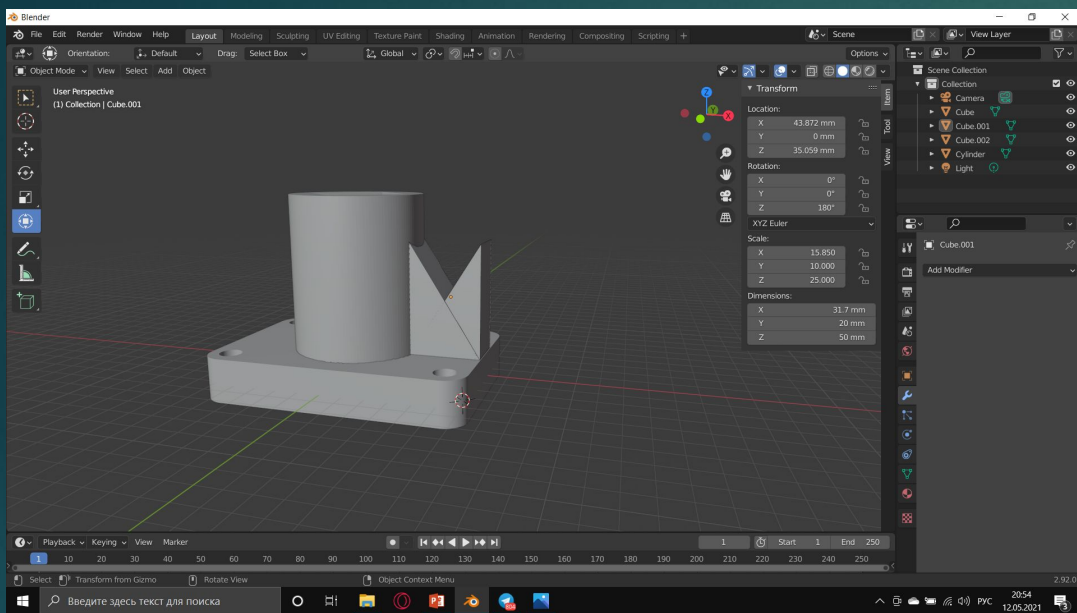 Blender
File Edit Render Window Help Layout Modeling Sculpting UV Editing Texture Paint Shading Animation Rendering Compositing Scripting + Scene View Layer
Orientation: Default Drag: Select Box Global Options
Object Mode View Select Add Object
User Perspective
(1) Collection | Cube.001
Z
Y
X
Item
Tool
View
Transform
Location:
X 43.872 mm
Y 0 mm
Z 35.059 mm
Rotation:
X 0°
Y 0°
Z 180°
XYZ Euler
Scale:
X 15.850
Y 10.000
Z 25.000
Dimensions:
X 31.7 mm
Y 20 mm
Z 50 mm
Scene Collection
Collection
Camera
Cube
Cube.001
Cube.002
Cylinder
Light
Cube.001
Add Modifier
Playback Keying View Marker 1 Start 1 End 250
1 10 20 30 40 50 60 70 80 90 100 110 120 130 140 150 160 170 180 190 200 210 220 230 240 250
Select Transform from Gizmo Rotate View Object Context Menu 2.92.0
Введите здесь текст для поиска РУС 20:54
12.05.2021 3